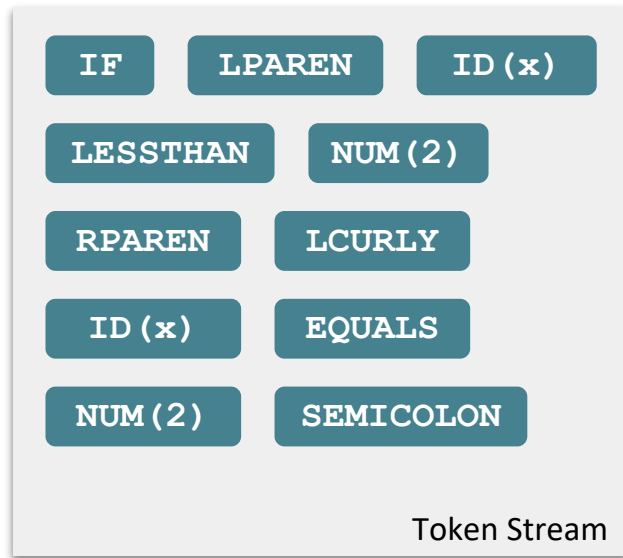 IF LPAREN ID(x)
LESSTHAN NUM(2)
RPAREN LCURLY
ID(x) EQUALS
NUM(2) SEMICOLON
Token Stream